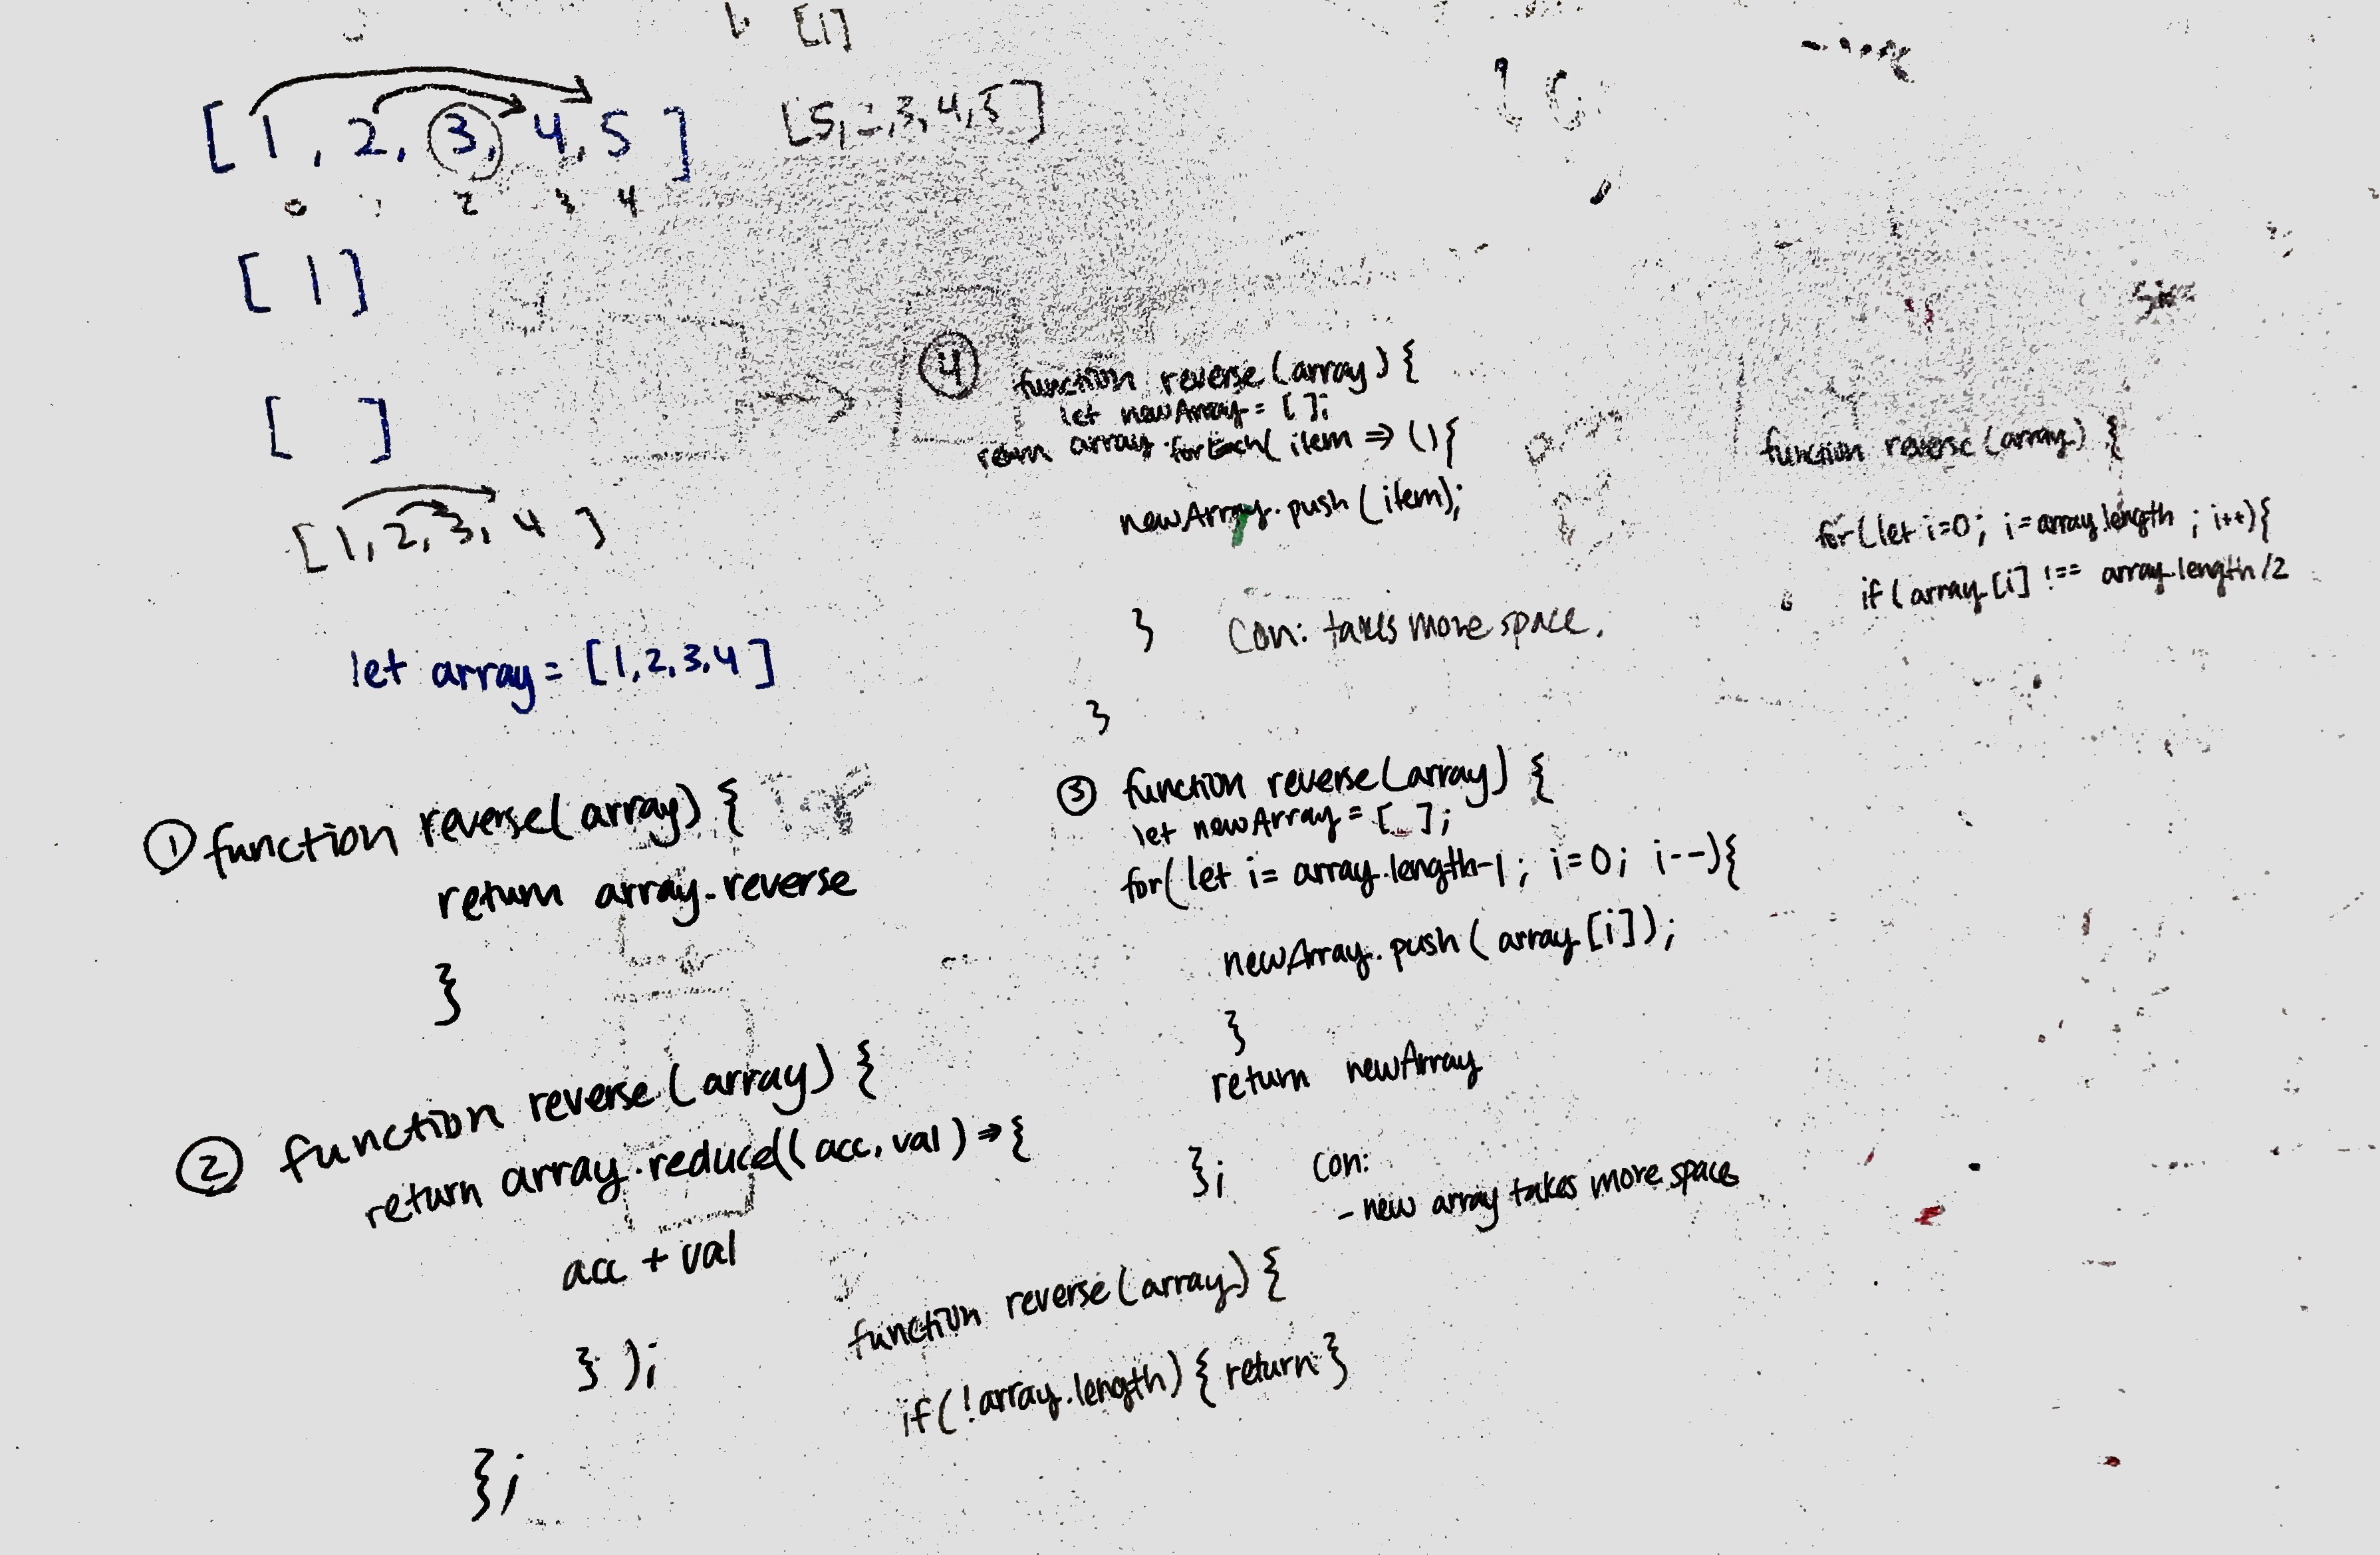 [1]
[ 1, 2, 3, 4, 5 ]
0 1 2 3 4
[5, 2, 3, 4, 5]
[ 1 ]
[ ]
[1, 2, 3, 4 ]
let array = [1, 2, 3, 4 ]
① function reverse(array) {
return array.reverse
}
② function reverse (array) {
return array.reduce((acc, val) => {
acc + val
} );
};
④
function reverse (array) {
let newArray = [ ];
return array.forEach( item => () {
newArray.push (item);
} Con: takes more space.
}
③ function reverse(array) {
let newArray = [ ];
for( let i = array.length-1; i=0; i--){
newArray.push ( array [i]);
}
return newArray
};
Con:
- new array takes more space
function reverse (array) {
if( !array.length) { return }
function reverse (array) {
for(let i=0; i=array.length ; i++){
if ( array [i] !== array.length /2